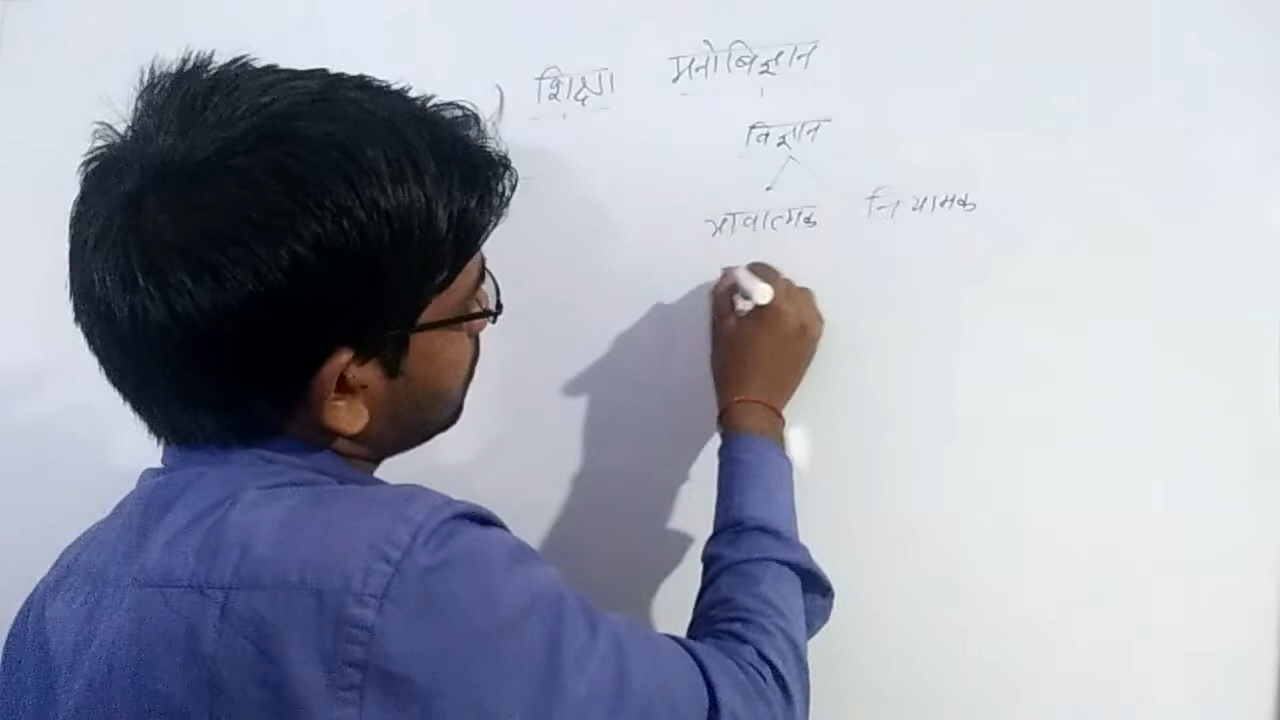 ) शिक्षा मनोबिज्ञान
विज्ञान
भावात्मक नियामक